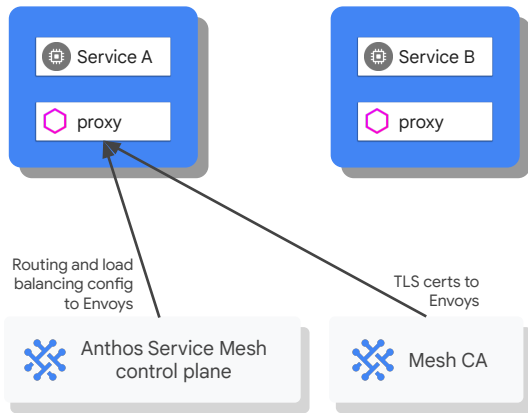 Service A
Service B
proxy
proxy
Routing and load
balancing config
to Envoys
TLS certs to
Envoys
Anthos Service Mesh
control plane
Mesh CA